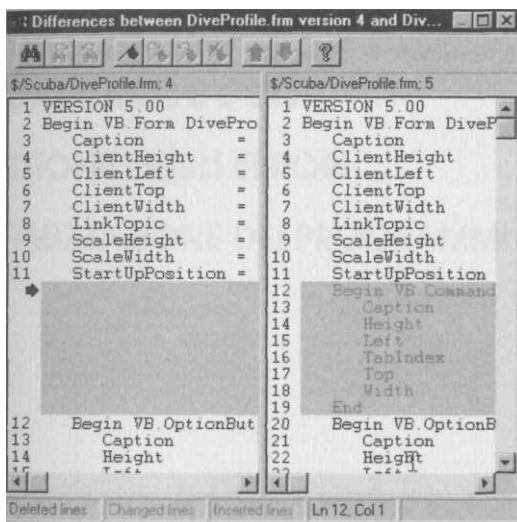 Differences between DiveProfile.frm version 4 and Div...
$/Scuba/DiveProfile.frm; 4
1 VERSION 5.00
2 Begin VB.Form DivePro
3 Caption =
4 ClientHeight =
5 ClientLeft =
6 ClientTop =
7 ClientWidth =
8 LinkTopic =
9 ScaleHeight =
10 ScaleWidth =
11 StartUpPosition =
12 Begin VB.OptionBut
13 Caption
14 Height
15 Left
$/Scuba/DiveProfile.frm; 5
1 VERSION 5.00
2 Begin VB.Form DiveP
3 Caption
4 ClientHeight
5 ClientLeft
6 ClientTop
7 ClientWidth
8 LinkTopic
9 ScaleHeight
10 ScaleWidth
11 StartUpPosition
12 Begin VB.Command
13 Caption
14 Height
15 Left
16 TabIndex
17 Top
18 Width
19 End
20 Begin VB.OptionB
21 Caption
22 Height
23 Left
Deleted lines Changed lines Inserted lines Ln 12, Col 1